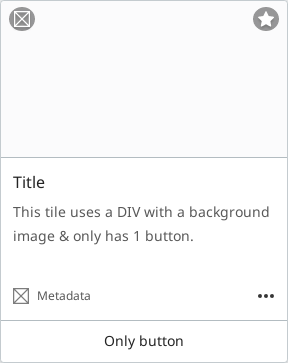 Title
This tile uses a DIV with a background
image & only has 1 button.
Metadata
Only button